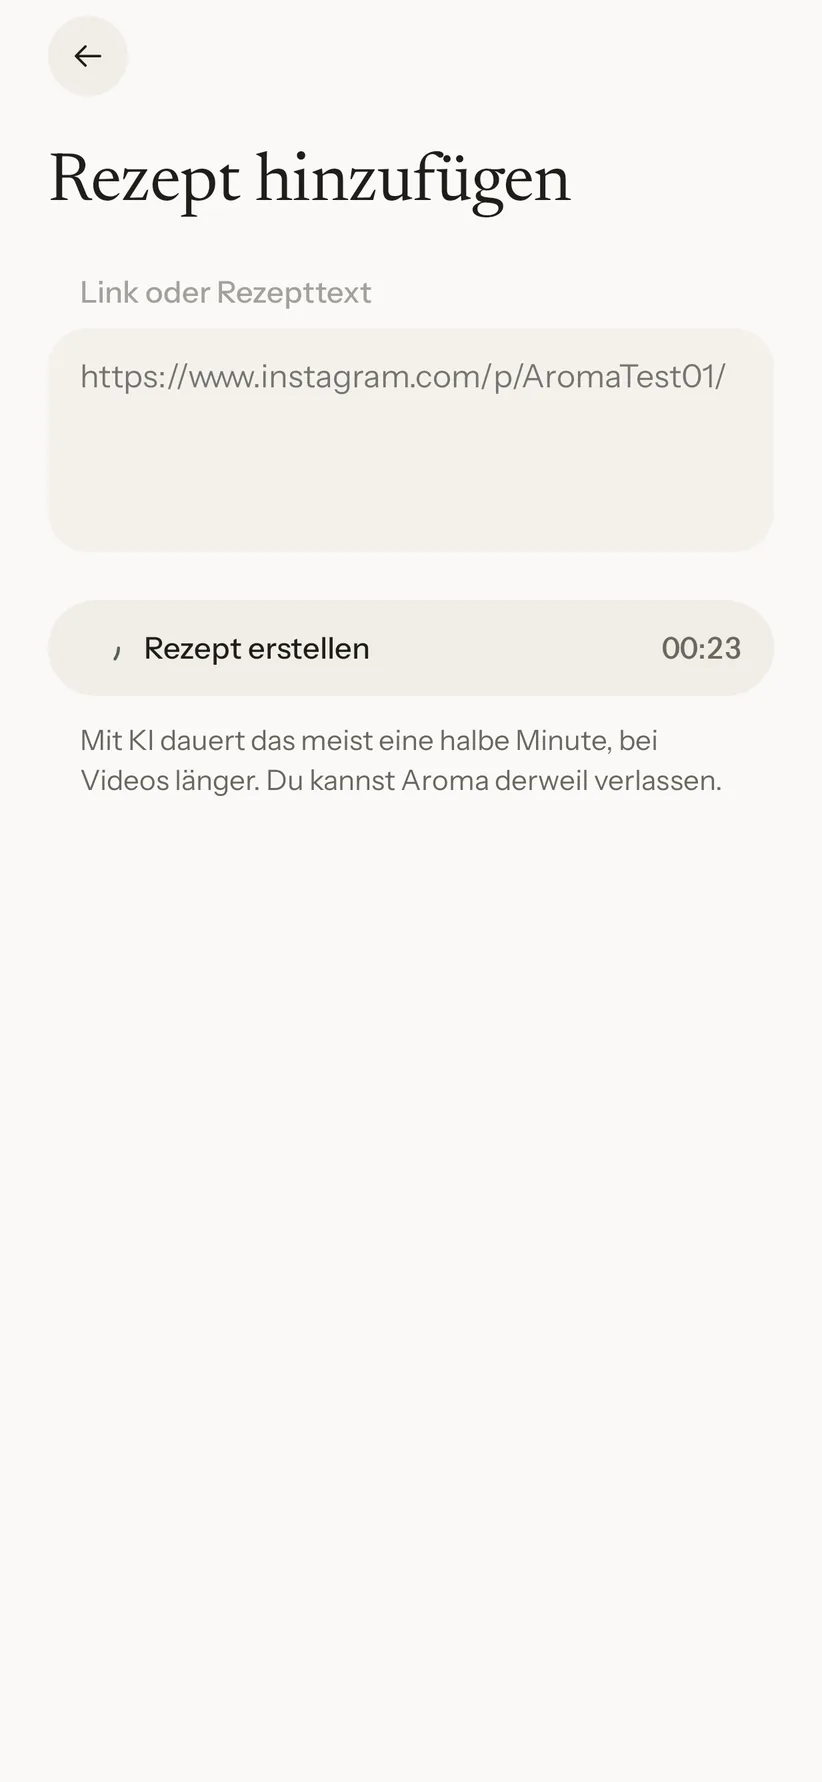 Rezept hinzufügen
Link oder Rezepttext
https://www.instagram.com/p/AromaTest01/
Rezept erstellen 00:23
Mit KI dauert das meist eine halbe Minute, bei
Videos länger. Du kannst Aroma derweil verlassen.